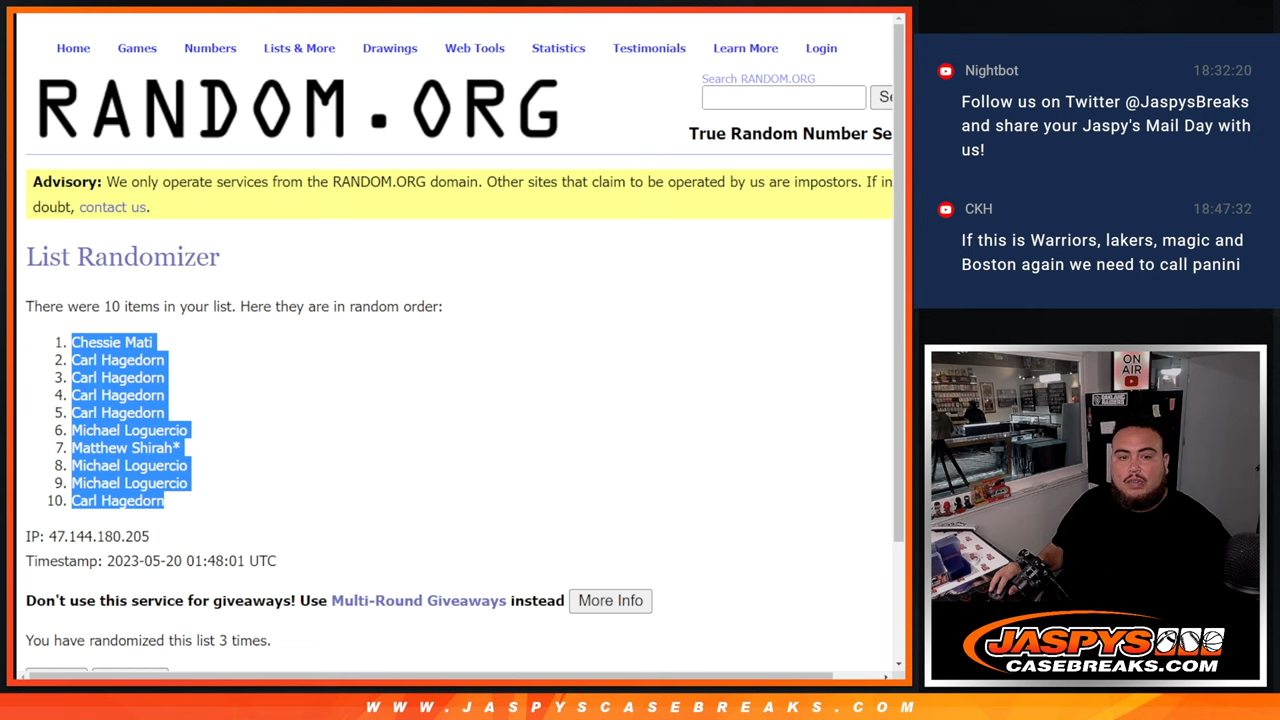 Home Games Numbers Lists & More Drawings Web Tools Statistics Testimonials Learn More Login
RANDOM.ORG
Search RANDOM.ORG
Se
True Random Number Se
Advisory: We only operate services from the RANDOM.ORG domain. Other sites that claim to be operated by us are impostors. If in
doubt, contact us.
List Randomizer
There were 10 items in your list. Here they are in random order:
1. Chessie Mati
2. Carl Hagedorn
3. Carl Hagedorn
4. Carl Hagedorn
5. Carl Hagedorn
6. Michael Loguercio
7. Matthew Shirah*
8. Michael Loguercio
9. Michael Loguercio
10. Carl Hagedorn
IP: 47.144.180.205
Timestamp: 2023-05-20 01:48:01 UTC
Don't use this service for giveaways! Use Multi-Round Giveaways instead More Info
You have randomized this list 3 times.
Nightbot 18:32:20
Follow us on Twitter @JaspysBreaks
and share your Jaspy's Mail Day with
us!
CKH 18:47:32
If this is Warriors, lakers, magic and
Boston again we need to call panini
ON
AIR
JASPYS
CASEBREAKS.COM
WWW.JASPYSCASEBREAKS.COM